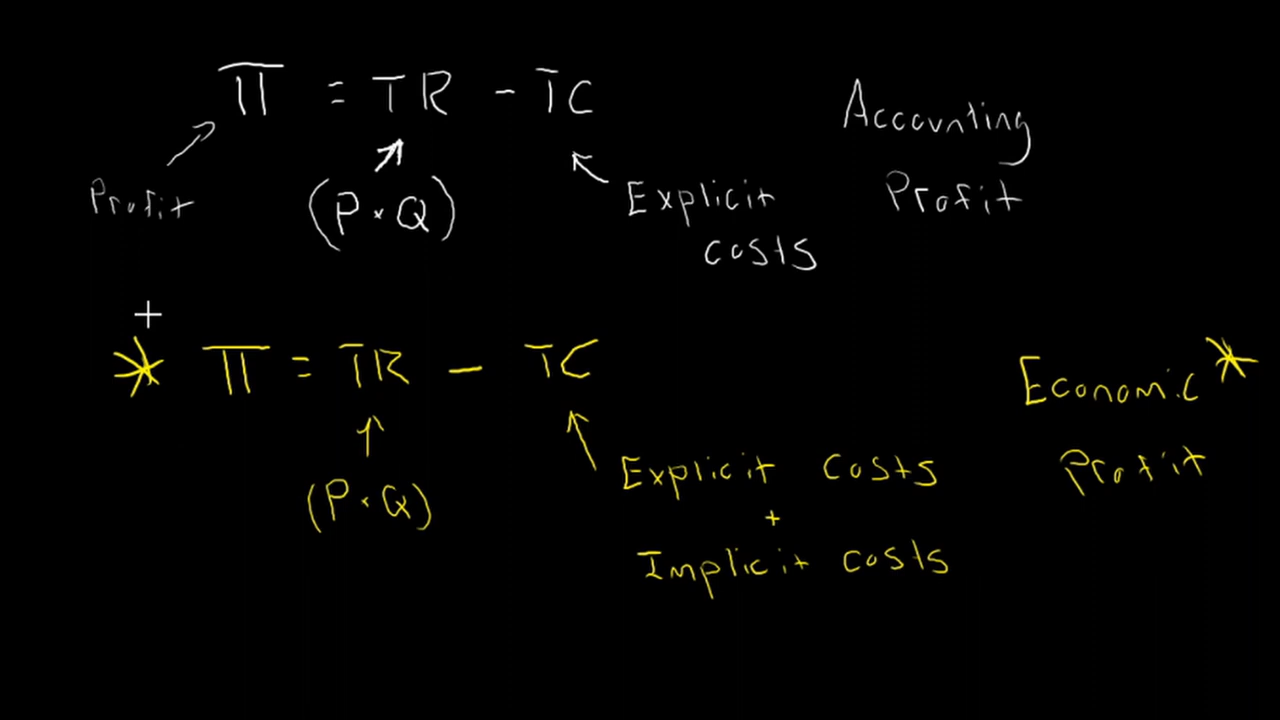 π = TR - TC
Accounting
Profit
Profit
(P × Q)
Explicit
costs
* π = TR - TC
Economic *
Profit
(P × Q)
Explicit costs
+
Implicit costs